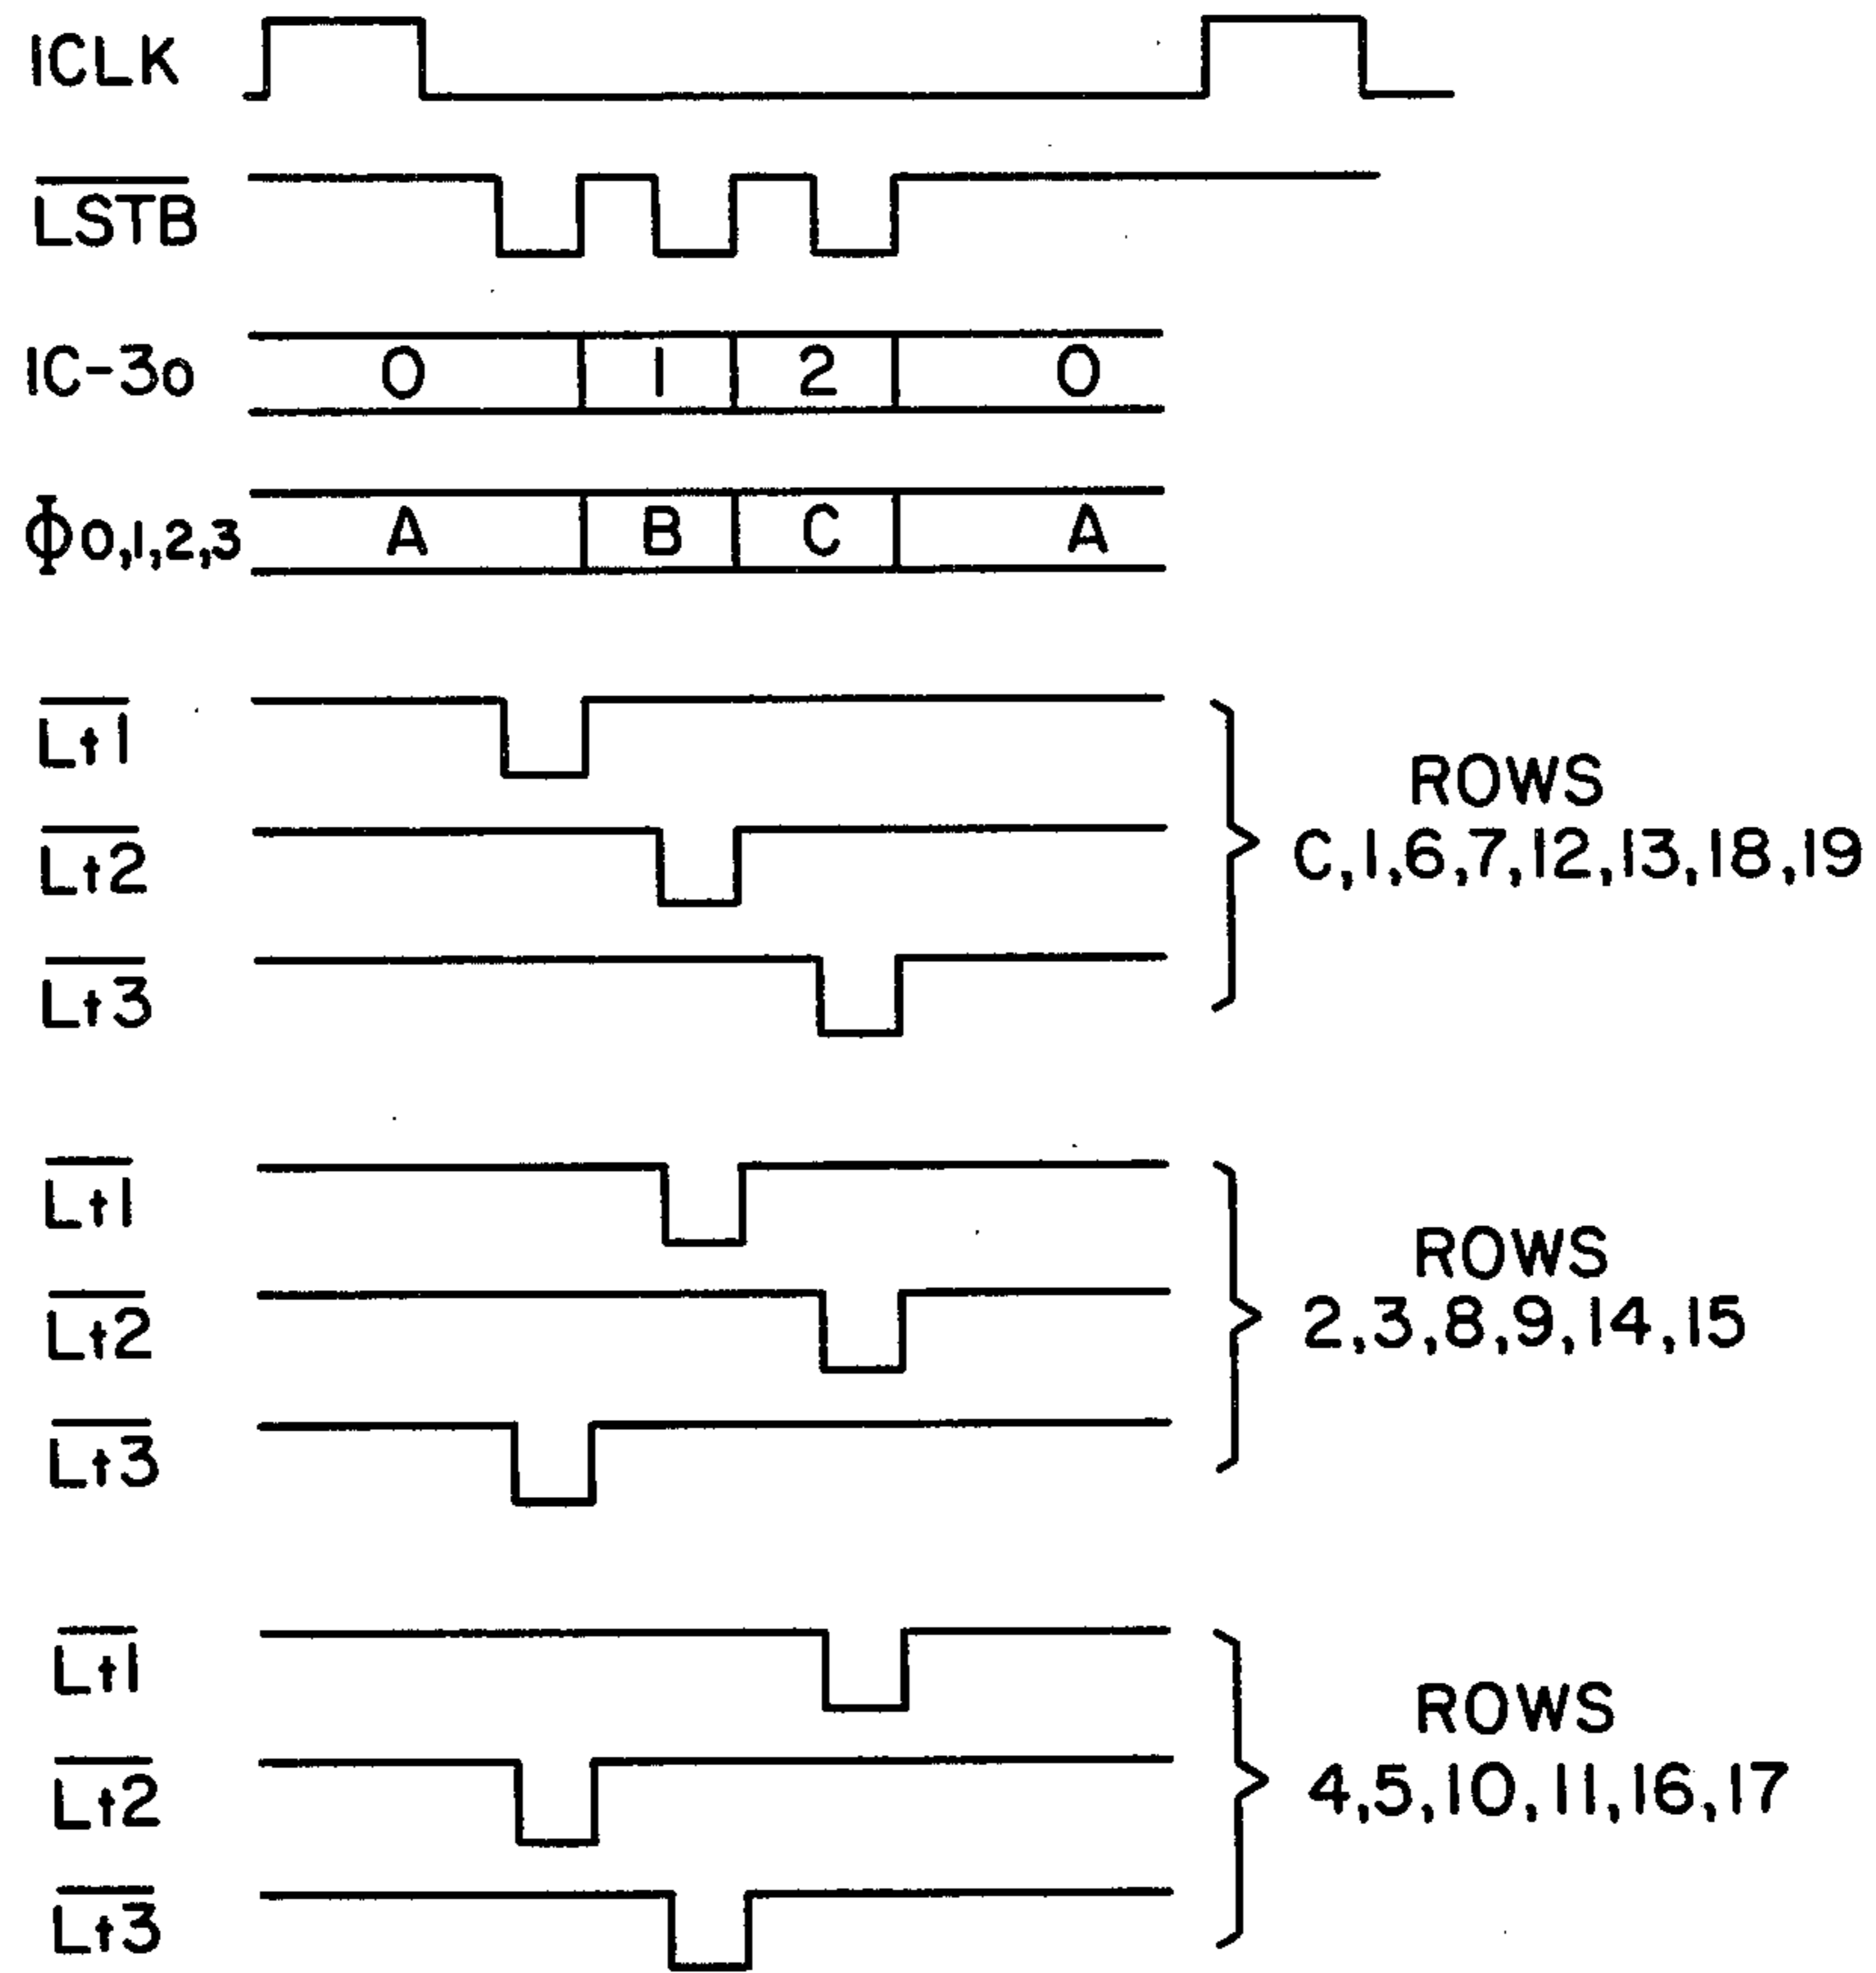 ICLK
LSTB
IC-30
0 1 2 0
Φ0,1,2,3
A B C A
Lt1
Lt2
Lt3
ROWS
C,1,6,7,12,13,18,19
Lt1
Lt2
Lt3
ROWS
2,3,8,9,14,15
Lt1
Lt2
Lt3
ROWS
4,5,10,11,16,17